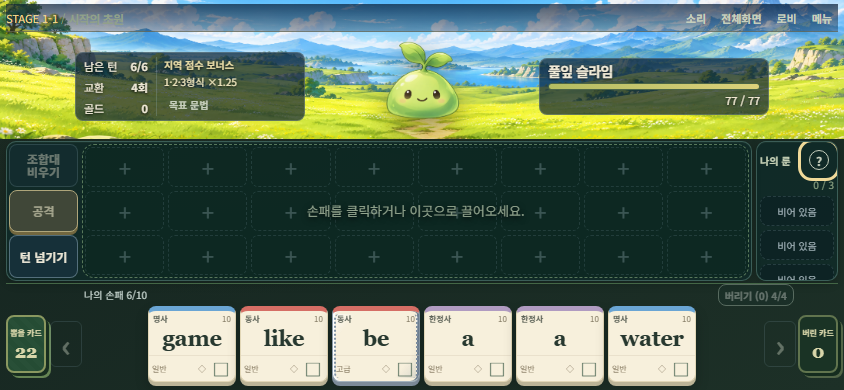 STAGE 1-1 / 시작의 초원
소리 전체화면 로비 메뉴
남은 턴 6/6
교환 4회
골드 0
지역 점수 보너스
1·2·3형식 ×1.25
목표 문법
풀잎 슬라임
77 / 77
조합대
비우기
공격
턴 넘기기
손패를 클릭하거나 이곳으로 끌어오세요.
나의 룬 ?
0 / 3
비어 있음
비어 있음
비어 있음
나의 손패 6/10
버리기 (0) 4/4
뽑을 카드
22
명사 10
game
일반
동사 10
like
일반
동사 10
be
고급
한정사 10
a
일반
한정사 10
a
일반
명사 10
water
일반
버린 카드
0